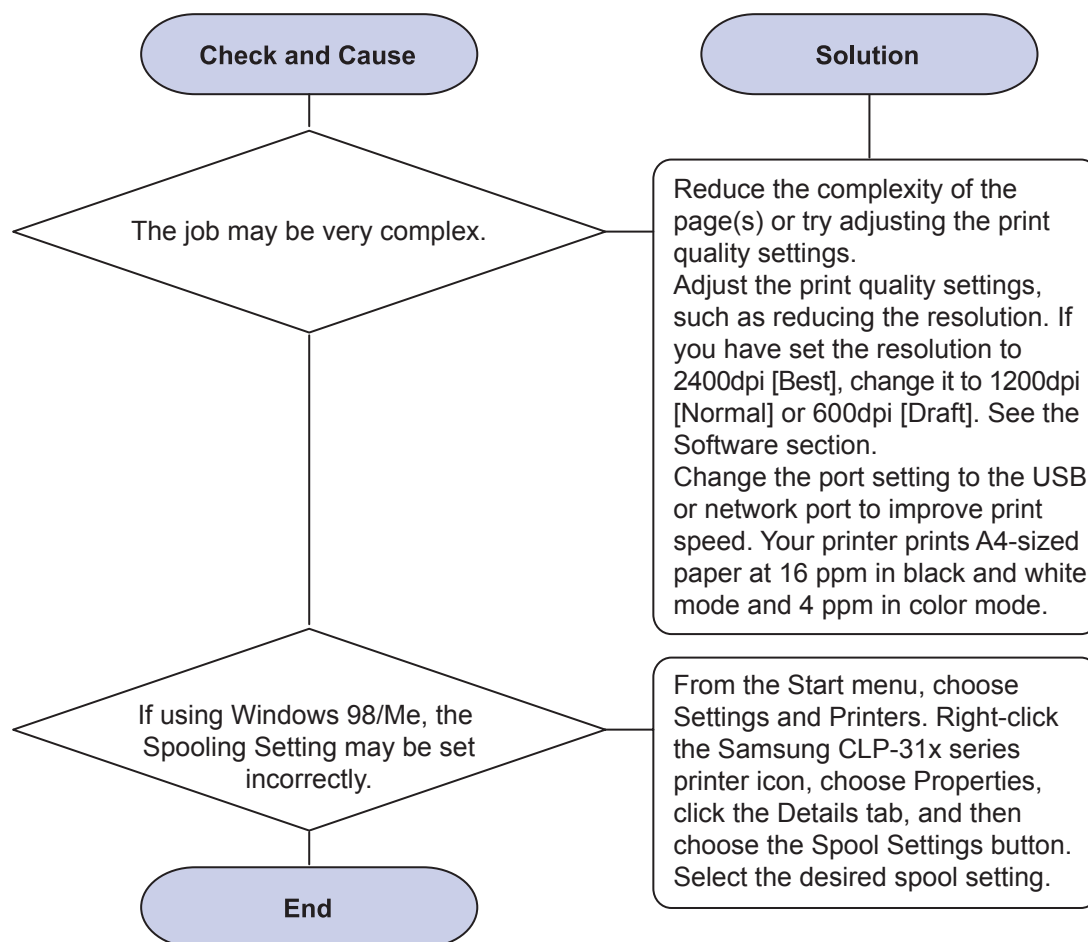 Check and Cause
Solution
The job may be very complex.
Reduce the complexity of the
page(s) or try adjusting the print
quality settings.
Adjust the print quality settings,
such as reducing the resolution. If
you have set the resolution to
2400dpi [Best], change it to 1200dpi
[Normal] or 600dpi [Draft]. See the
Software section.
Change the port setting to the USB
or network port to improve print
speed. Your printer prints A4-sized
paper at 16 ppm in black and white
mode and 4 ppm in color mode.
If using Windows 98/Me, the
Spooling Setting may be set
incorrectly.
From the Start menu, choose
Settings and Printers. Right-click
the Samsung CLP-31x series
printer icon, choose Properties,
click the Details tab, and then
choose the Spool Settings button.
Select the desired spool setting.
End